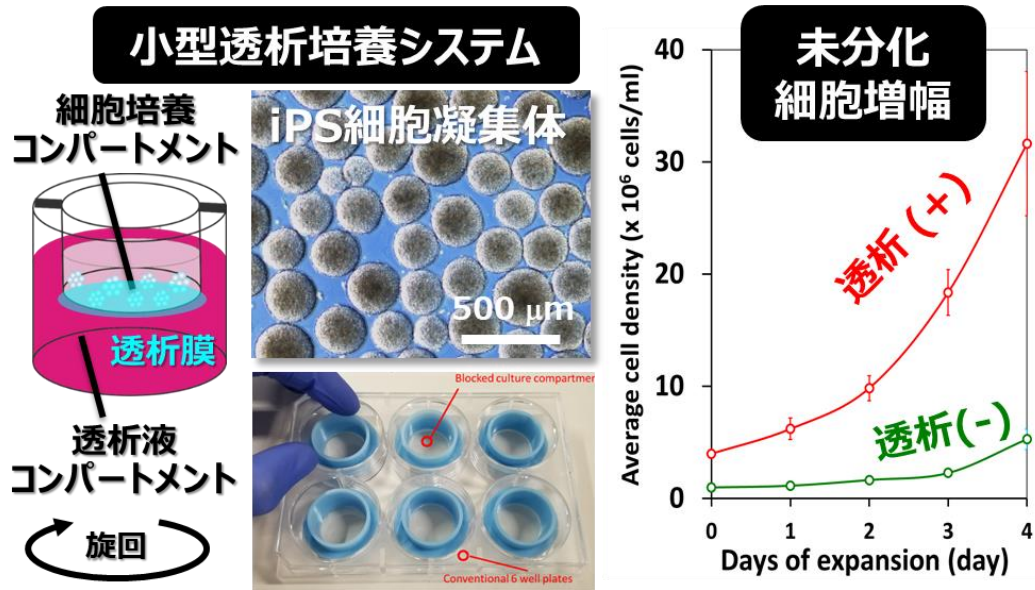 小型透析培養システム
細胞培養
コンパートメント
透析膜
透析液
コンパートメント
旋回
iPS細胞凝集体
500 μm
Blocked culture compartmen
Conventional 6 well plates
未分化
細胞増幅
Average cell density (x 10⁶ cells/ml)
40
30
20
10
0
透析(+)
透析(-)
0 1 2 3 4
Days of expansion (day)